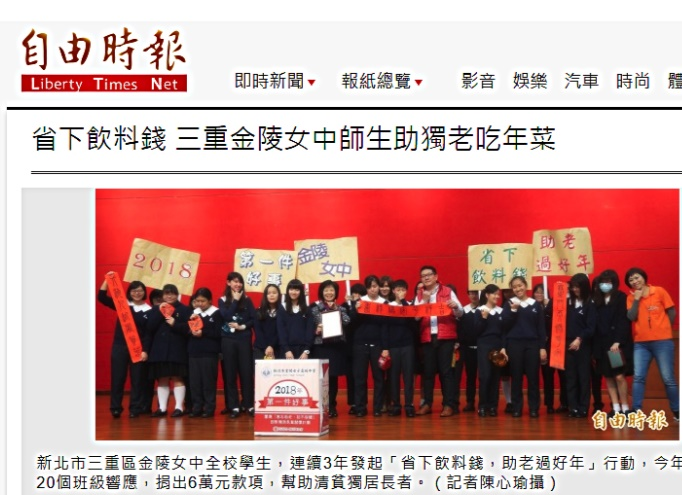 自由時報
Liberty Times Net
即時新聞 報紙總覽 影音 娛樂 汽車 時尚 體
省下飲料錢 三重金陵女中師生助獨老吃年菜
2018
第一件
好事
金陵
女中
省下
飲料錢
助老
過好年
2018年
第一件好事
自由時報
新北市三重區金陵女中全校學生，連續3年發起「省下飲料錢，助老過好年」行動，今年
20個班級響應，捐出6萬元款項，幫助清貧獨居長者。(記者陳心瑜攝)